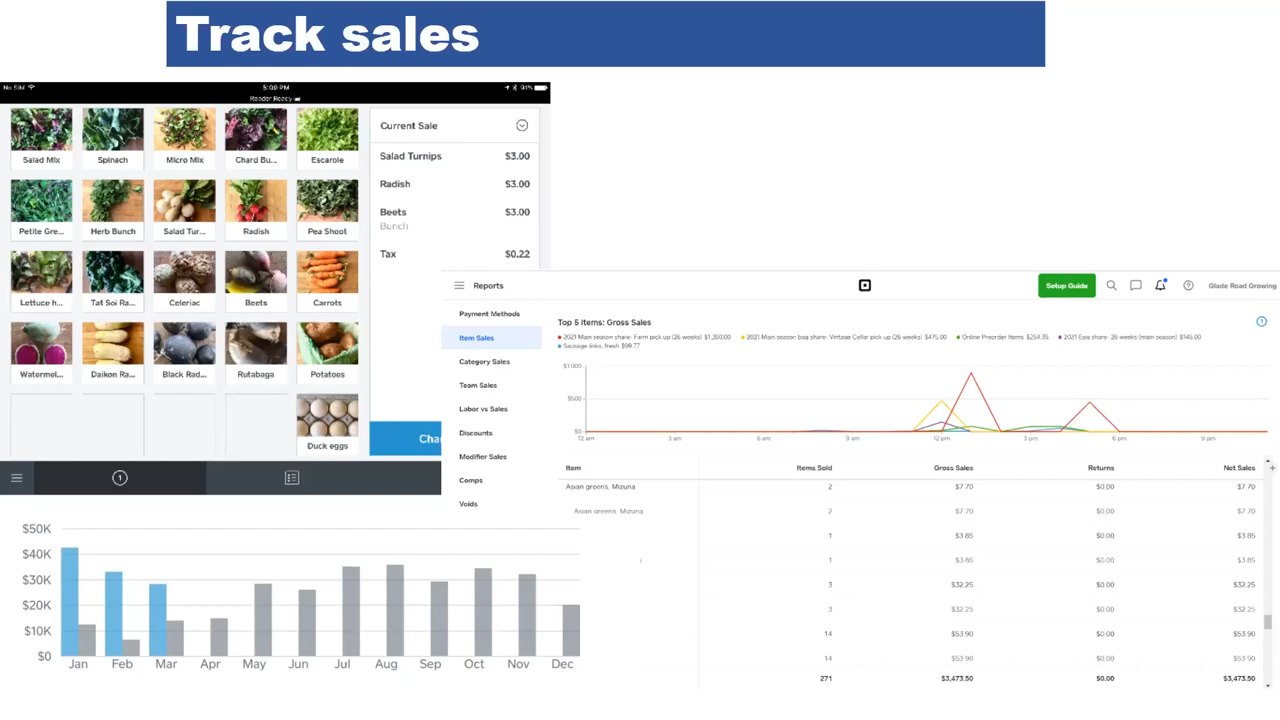 Track sales
No SIM
5:00 PM
91%
Reader Ready
Salad Mix
Spinach
Micro Mix
Chard Bu...
Escarole
Petite Gre...
Herb Bunch
Salad Tur...
Radish
Pea Shoot
Lettuce h...
Tat Soi Ra...
Celeriac
Beets
Carrots
Watermel...
Daikon Ra...
Black Rad...
Rutabaga
Potatoes
Duck eggs
1
Current Sale
Salad Turnips $3.00
Radish $3.00
Beets $3.00
Bunch
Tax $0.22
Reports
Setup Guide
Glade Road Growing
Payment Methods
Item Sales
Category Sales
Team Sales
Labor vs Sales
Discounts
Modifier Sales
Comps
Voids
Top 5 Items: Gross Sales
2021 Main season share- Farm pick up (26 weeks) $1,350.00
2021 Main season bag share- Vintage Cellar pick up (26 weeks) $475.00
Online Preorder Items $254.35
2021 Egg share- 26 weeks (main season) $145.00
Sausage links, fresh $99.77
$1,000
$500
$0
12 am 3 am 6 am 9 am 12 pm 3 pm 6 pm 9 pm
Item Items Sold Gross Sales Returns Net Sales
Asian greens, Mizuna 2 $7.70 $0.00 $7.70
Asian greens, Mizuna 2 $7.70 $0.00 $7.70
1 $3.85 $0.00 $3.85
1 $3.85 $0.00 $3.85
3 $32.25 $0.00 $32.25
3 $32.25 $0.00 $32.25
14 $53.90 $0.00 $53.90
14 $53.90 $0.00 $53.90
271 $3,473.50 $0.00 $3,473.50
$50K
$40K
$30K
$20K
$10K
$0
Jan Feb Mar Apr May Jun Jul Aug Sep Oct Nov Dec